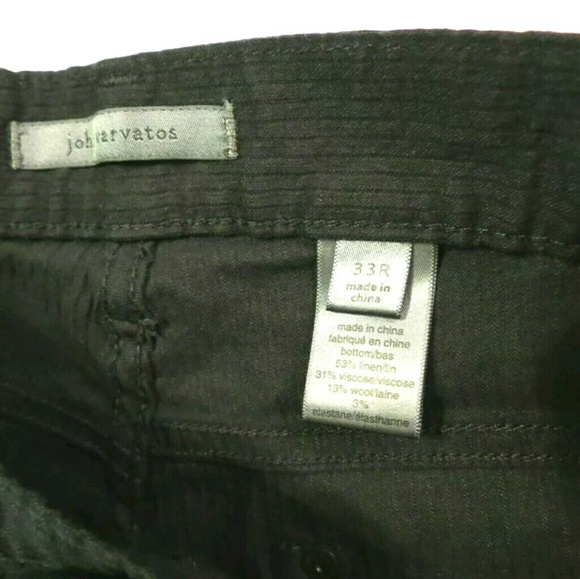 john varvatos
33R
made in
china
made in china
fabriqué en chine
bottom/bas
53% linen/lin
31% viscose/viscose
13% wool/laine
3%
elastane/élasthanne